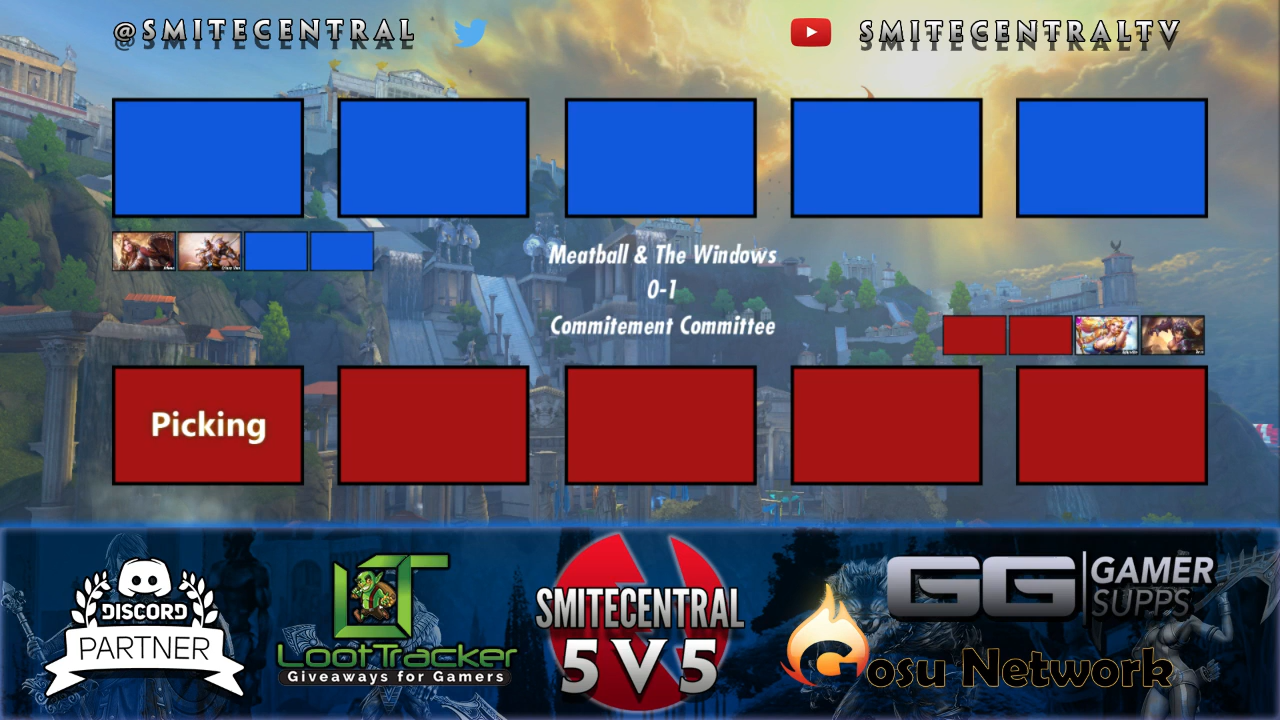 @SMITECENTRAL
SMITECENTRALTV
Meatball & The Windows
0-1
Commitement Committee
Picking
DISCORD
PARTNER
LT
LootTracker
Giveaways for Gamers
SMITECENTRAL
5V5
GG GAMER
SUPPS
Gosu Network